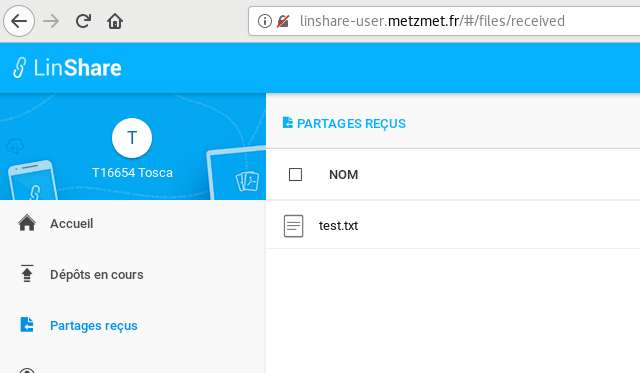 linshare-user.metzmet.fr/#/files/received
LinShare
PARTAGES REÇUS
T
T16654 Tosca
NOM
Accueil
test.txt
Dépôts en cours
Partages reçus